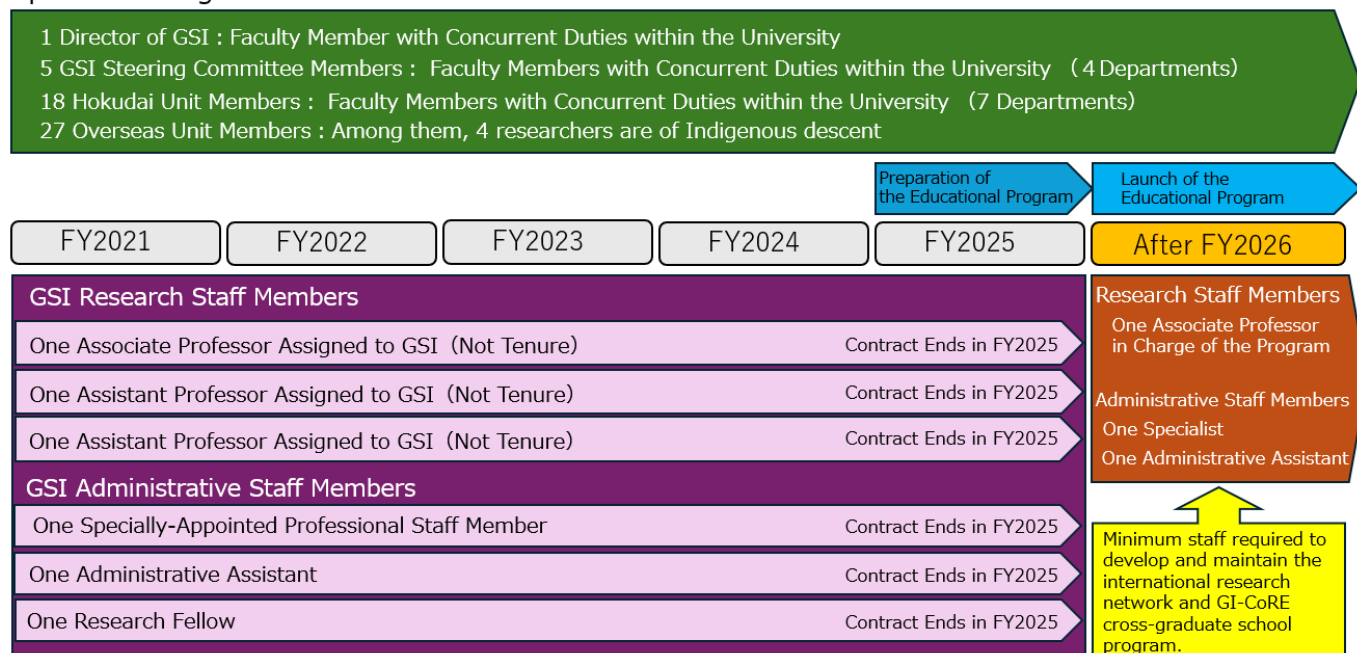 1 Director of GSI : Faculty Member with Concurrent Duties within the University
5 GSI Steering Committee Members : Faculty Members with Concurrent Duties within the University （4 Departments）
18 Hokudai Unit Members : Faculty Members with Concurrent Duties within the University （7 Departments）
27 Overseas Unit Members : Among them, 4 researchers are of Indigenous descent
Preparation of
the Educational Program
Launch of the
Educational Program
FY2021
FY2022
FY2023
FY2024
FY2025
After FY2026
GSI Research Staff Members
One Associate Professor Assigned to GSI（Not Tenure） Contract Ends in FY2025
One Assistant Professor Assigned to GSI（Not Tenure） Contract Ends in FY2025
One Assistant Professor Assigned to GSI（Not Tenure） Contract Ends in FY2025
GSI Administrative Staff Members
One Specially-Appointed Professional Staff Member Contract Ends in FY2025
One Administrative Assistant Contract Ends in FY2025
One Research Fellow Contract Ends in FY2025
Research Staff Members
One Associate Professor
in Charge of the Program
Administrative Staff Members
One Specialist
One Administrative Assistant
Minimum staff required to
develop and maintain the
international research
network and GI-CoRE
cross-graduate school
program.